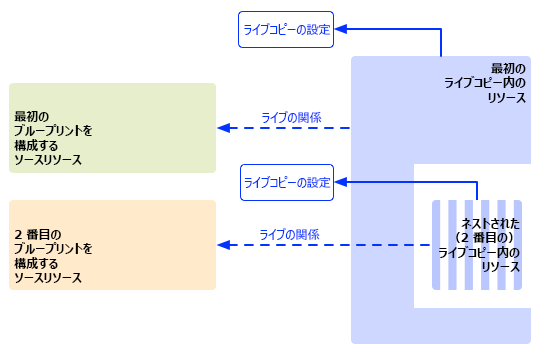 ライブコピーの設定
最初の
ライブコピー内の
リソース
最初の
ブループリントを
構成する
ソースリソース
ライブの関係
ライブコピーの設定
2 番目の
ブループリントを
構成する
ソースリソース
ライブの関係
ネストされた
（2 番目の）
ライブコピー内の
リソース